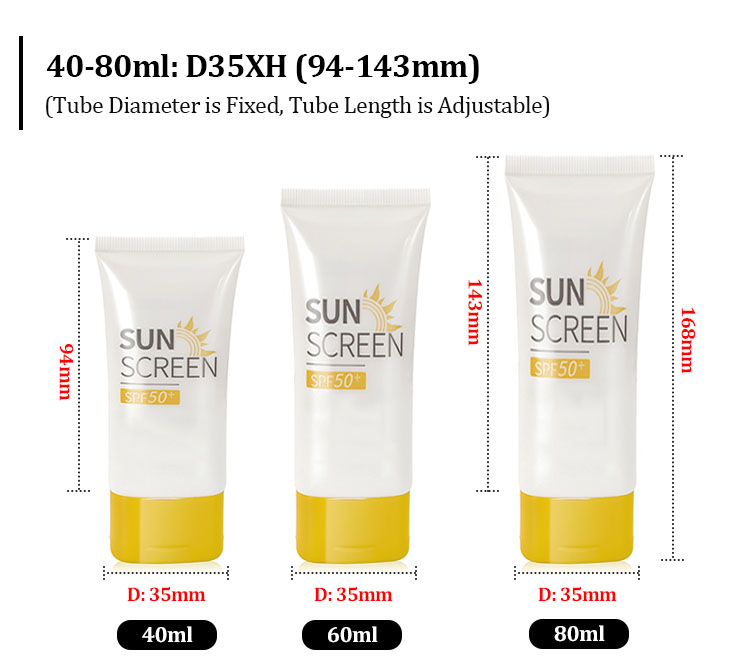 40-80ml: D35XH (94-143mm)
(Tube Diameter is Fixed, Tube Length is Adjustable)
94mm
SUN
SCREEN
SPF50+
SUN
SCREEN
SPF50+
143mm
SUN
SCREEN
SPF50+
168mm
D: 35mm
D: 35mm
D: 35mm
40ml
60ml
80ml